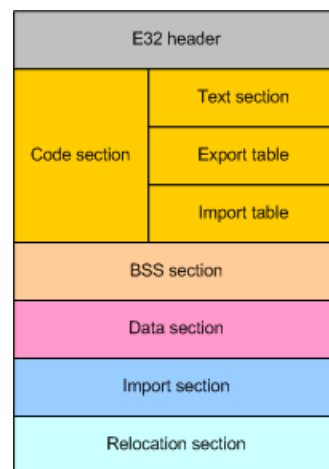 E32 header
Code section
Text section
Export table
Import table
BSS section
Data section
Import section
Relocation section